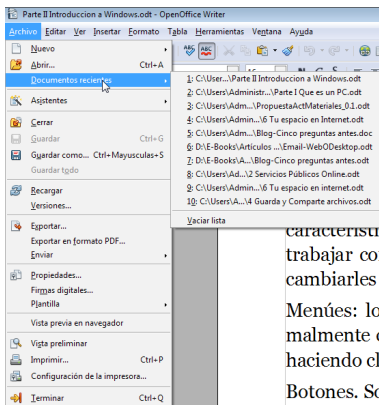 Parte II Introduccion a Windows.odt - OpenOffice Writer
Archivo Editar Ver Insertar Formato Tabla Herramientas Ventana Ayuda
Nuevo
Abrir... Ctrl+A
Documentos recientes
Asistentes
Cerrar
Guardar Ctrl+G
Guardar como... Ctrl+Mayusculas+S
Guardar todo
Recargar
Versiones...
Exportar...
Exportar en formato PDF...
Enviar
Propiedades...
Firmas digitales...
Plantilla
Vista previa en navegador
Vista preliminar
Imprimir... Ctrl+P
Configuración de la impresora...
Terminar Ctrl+Q
1: C:\User...\Parte II Introduccion a Windows.odt
2: C:\Users\Administr...\Parte I Que es un PC.odt
3: C:\Users\Adm...\PropuestaActMateriales_0.1.odt
4: C:\Users\Admin...\6 Tu espacio en Internet.odt
5: C:\Users\Adm...\Blog-Cinco preguntas antes.doc
6: D:\E-Books\Artículos ...\Email-WebODesktop.odt
7: D:\E-Books\A...\Blog-Cinco preguntas antes.odt
8: C:\Users\Ad...\2 Servicios Públicos Online.odt
9: C:\Users\Admin...\6 Tu espacio en internet.odt
10: C:\Users\A...\4 Guarda y Comparte archivos.odt
Vaciar lista
característi
trabajar co
cambiarles
Menúes: lo
malmente
haciendo cl
Botones. So